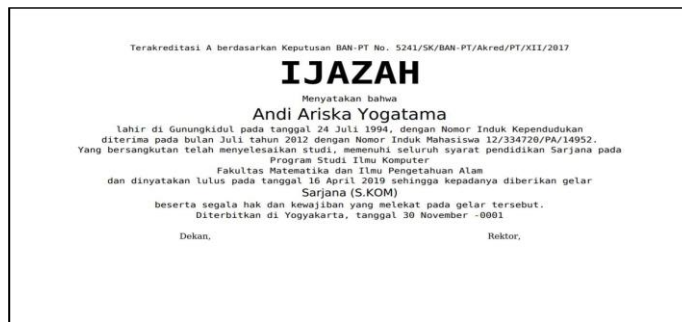 Terakreditasi A berdasarkan Keputusan BAN-PT No. 5241/SK/BAN-PT/Akred/PT/XII/2017
IJAZAH
Menyatakan bahwa
Andi Ariska Yogatama
lahir di Gunungkidul pada tanggal 24 Juli 1994, dengan Nomor Induk Kependudukan
diterima pada bulan Juli tahun 2012 dengan Nomor Induk Mahasiswa 12/334720/PA/14952.
Yang bersangkutan telah menyelesaikan studi, memenuhi seluruh syarat pendidikan Sarjana pada
Program Studi Ilmu Komputer
Fakultas Matematika dan Ilmu Pengetahuan Alam
dan dinyatakan lulus pada tanggal 16 April 2019 sehingga kepadanya diberikan gelar
Sarjana (S.KOM)
beserta segala hak dan kewajiban yang melekat pada gelar tersebut.
Diterbitkan di Yogyakarta, tanggal 30 November -0001
Dekan, Rektor,